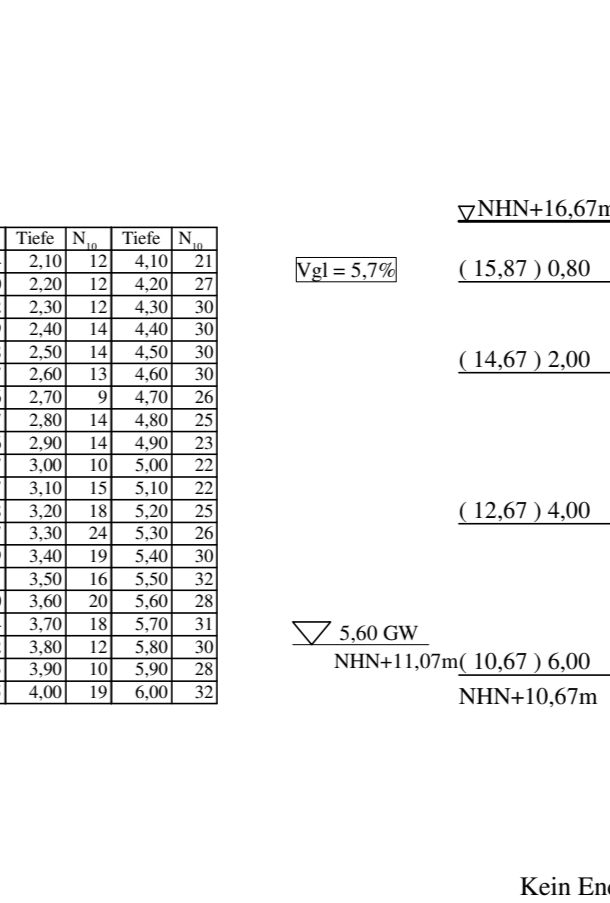 NHN+16,67m
Tiefe N10 Tiefe N10
2,10 12 4,10 21
Vgl = 5,7% ( 15,87 ) 0,80
2,20 12 4,20 27
2,30 12 4,30 30
2,40 14 4,40 30
2,50 14 4,50 30
( 14,67 ) 2,00
2,60 13 4,60 30
2,70 9 4,70 26
2,80 14 4,80 25
2,90 14 4,90 23
3,00 10 5,00 22
3,10 15 5,10 22
3,20 18 5,20 25
( 12,67 ) 4,00
3,30 24 5,30 26
3,40 19 5,40 30
3,50 16 5,50 32
3,60 20 5,60 28
3,70 18 5,70 31
5,60 GW
3,80 12 5,80 30
NHN+11,07m ( 10,67 ) 6,00
3,90 10 5,90 28
4,00 19 6,00 32
NHN+10,67m
Kein